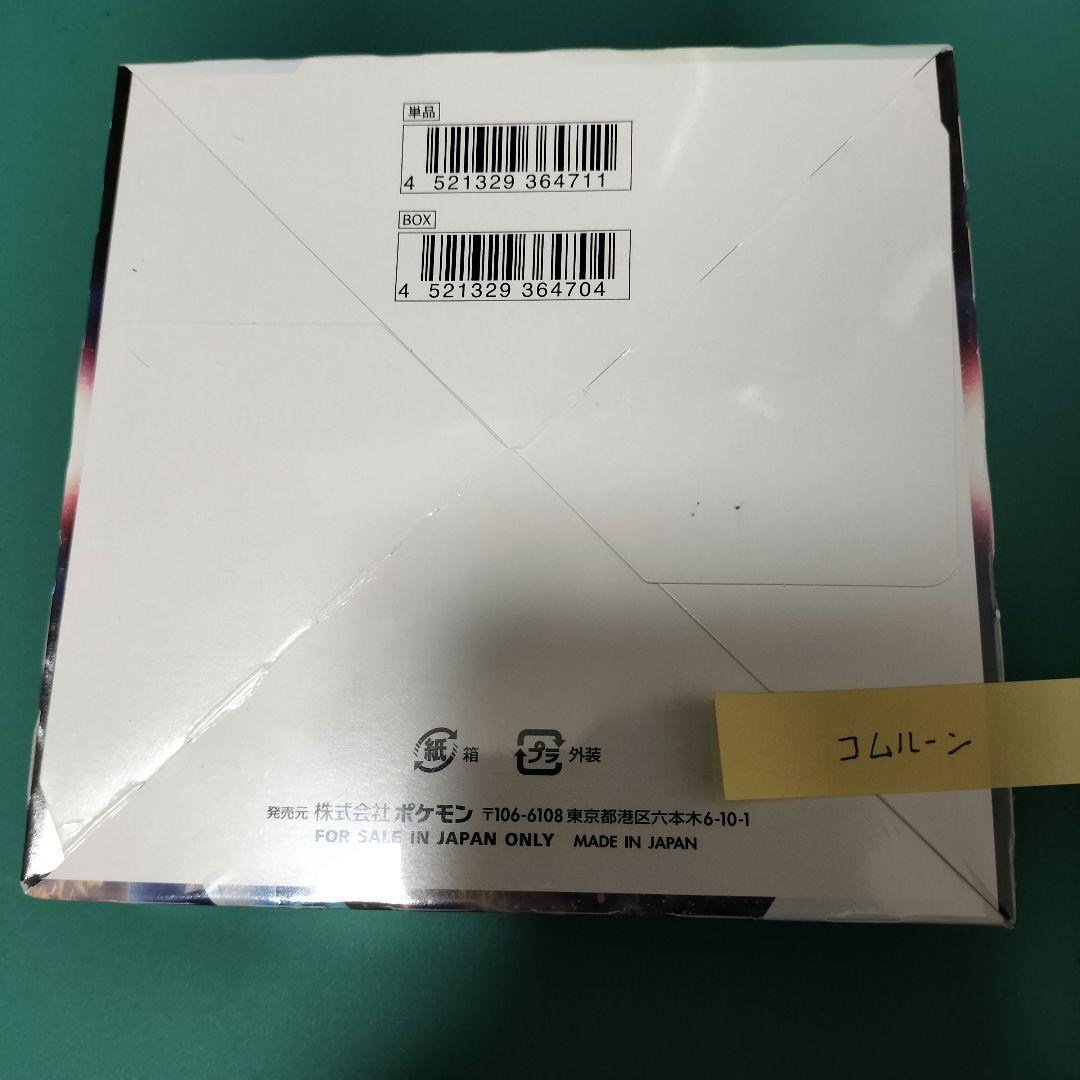 単品
4 521329 364711
BOX
4 521329 364704
紙 箱 プラ 外装
コムルーン
発売元 株式会社ポケモン 〒106-6108 東京都港区六本木6-10-1
FOR SALE IN JAPAN ONLY MADE IN JAPAN